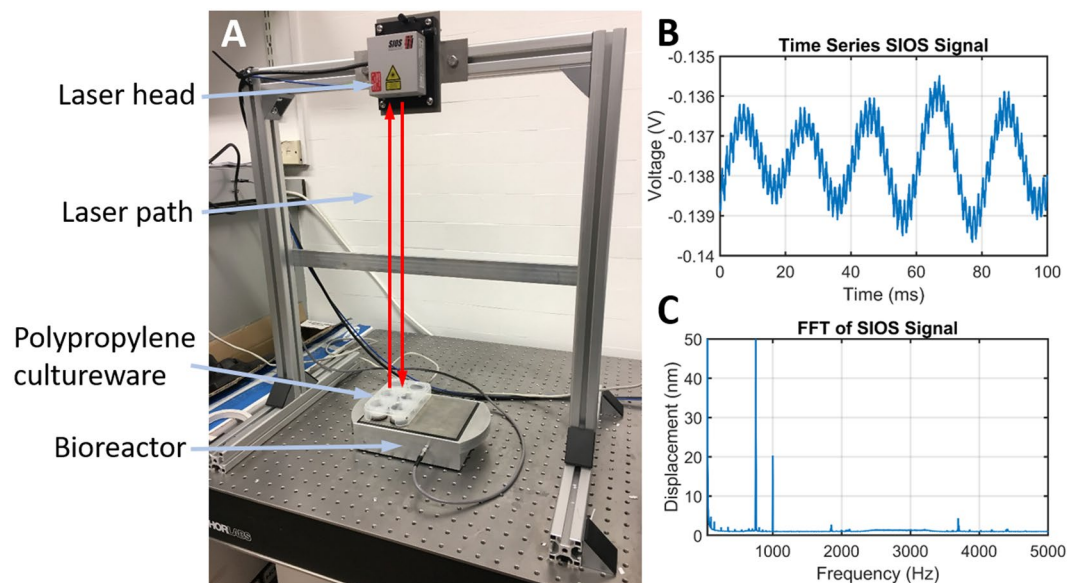 A
SIOS
Laser head
Laser path
Polypropylene
cultureware
Bioreactor
HORLABS
B
Time Series SIOS Signal
-0.135
-0.136
-0.137
-0.138
-0.139
-0.14
Voltage (V)
0 20 40 60 80 100
Time (ms)
C
FFT of SIOS Signal
50
40
30
20
10
0
Displacement (nm)
1000 2000 3000 4000 5000
Frequency (Hz)